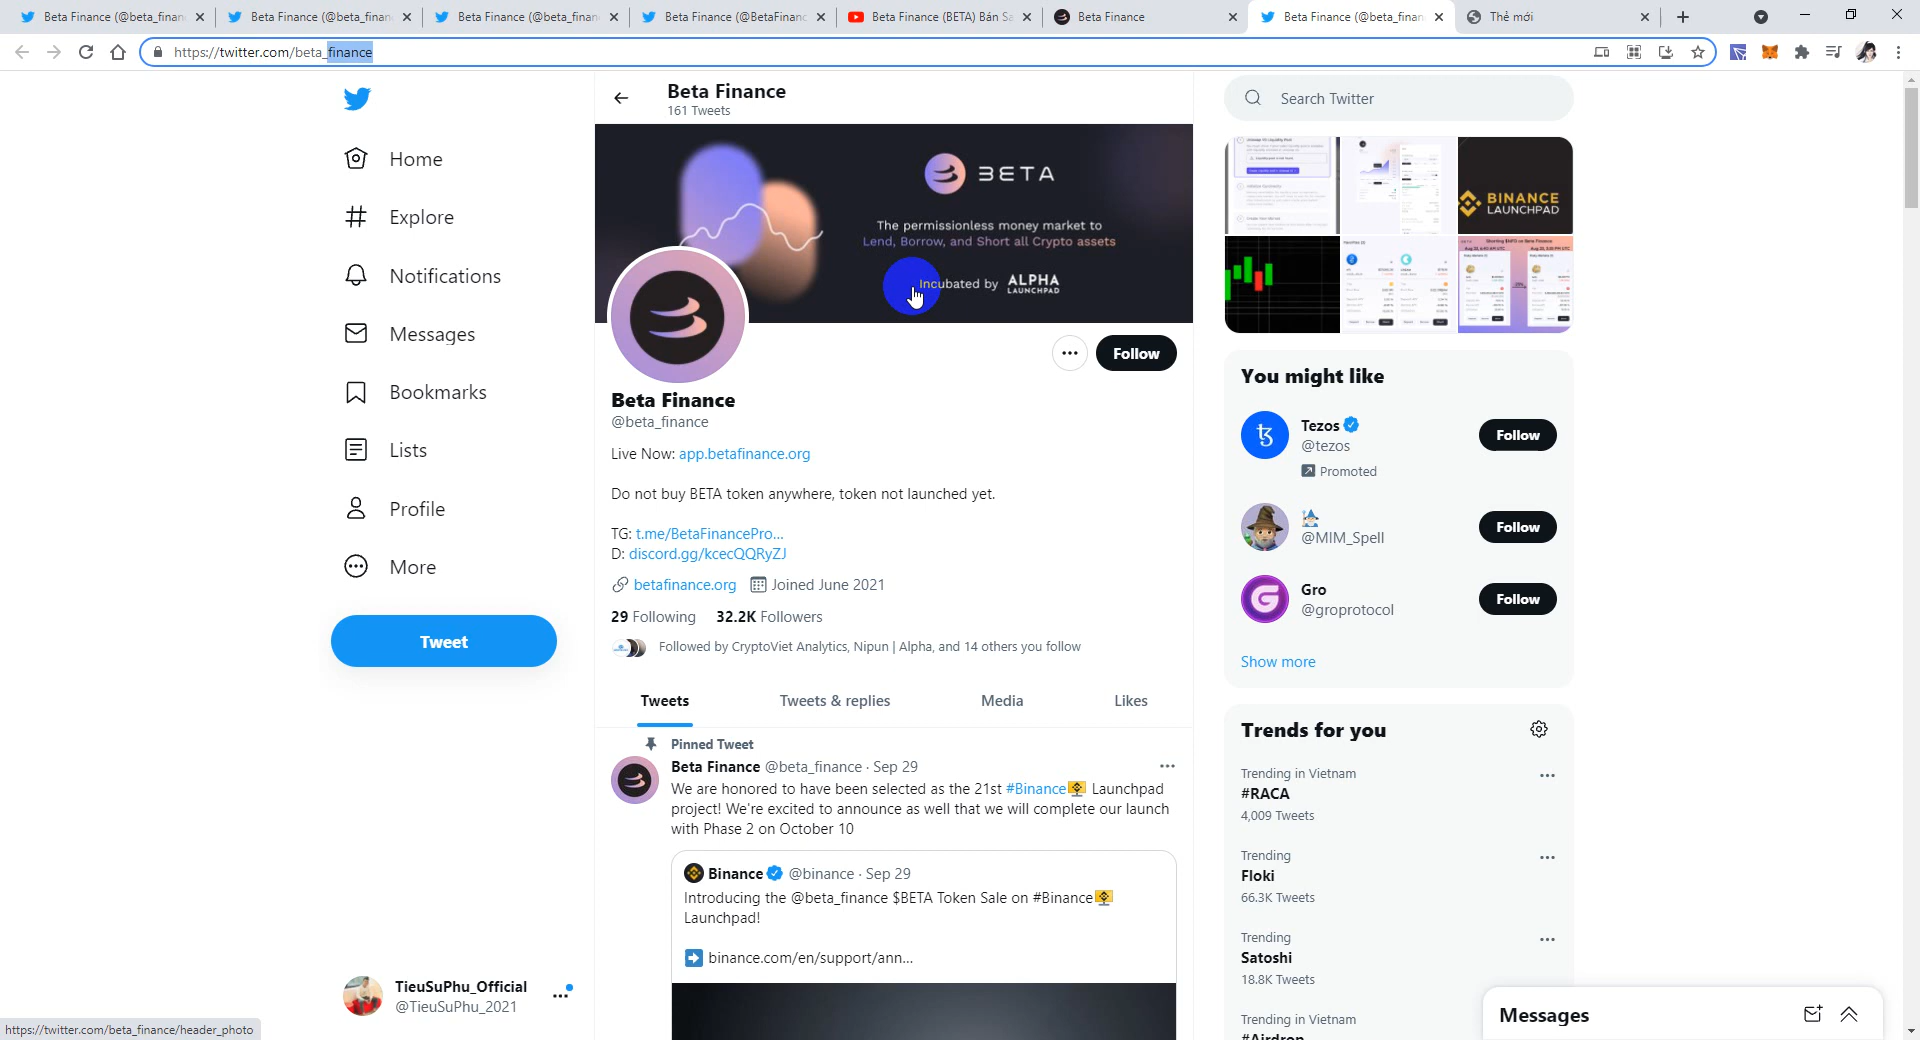 Beta Finance (@beta_finan
Beta Finance (@beta_finan
Beta Finance (@beta_finan
Beta Finance (@BetaFinanc
Beta Finance (BETA) Bán Sa
Beta Finance
Beta Finance (@beta_finan
Thẻ mới
https://twitter.com/beta_finance
Home
Explore
Notifications
Messages
Bookmarks
Lists
Profile
More
Tweet
TieuSuPhu_Official
@TieuSuPhu_2021
https://twitter.com/beta_finance/header_photo
Beta Finance
161 Tweets
BETA
The permissionless money market to
Lend, Borrow, and Short all Crypto assets
Incubated by ALPHA
LAUNCHPAD
Follow
Beta Finance
@beta_finance
Live Now: app.betafinance.org
Do not buy BETA token anywhere, token not launched yet.
TG: t.me/BetaFinancePro...
D: discord.gg/kcecQQRyZJ
betafinance.org Joined June 2021
29 Following 32.2K Followers
Followed by CryptoViet Analytics, Nipun | Alpha, and 14 others you follow
Tweets Tweets & replies Media Likes
Pinned Tweet
Beta Finance @beta_finance · Sep 29
We are honored to have been selected as the 21st #Binance Launchpad
project! We're excited to announce as well that we will complete our launch
with Phase 2 on October 10
Binance @binance · Sep 29
Introducing the @beta_finance $BETA Token Sale on #Binance
Launchpad!
binance.com/en/support/ann...
Search Twitter
BINANCE
LAUNCHPAD
You might like
Tezos
@tezos
Promoted
Follow
@MIM_Spell
Follow
Gro
@groprotocol
Follow
Show more
Trends for you
Trending in Vietnam
#RACA
4,009 Tweets
Trending
Floki
66.3K Tweets
Trending
Satoshi
18.8K Tweets
Trending in Vietnam
#Airdrop
Messages